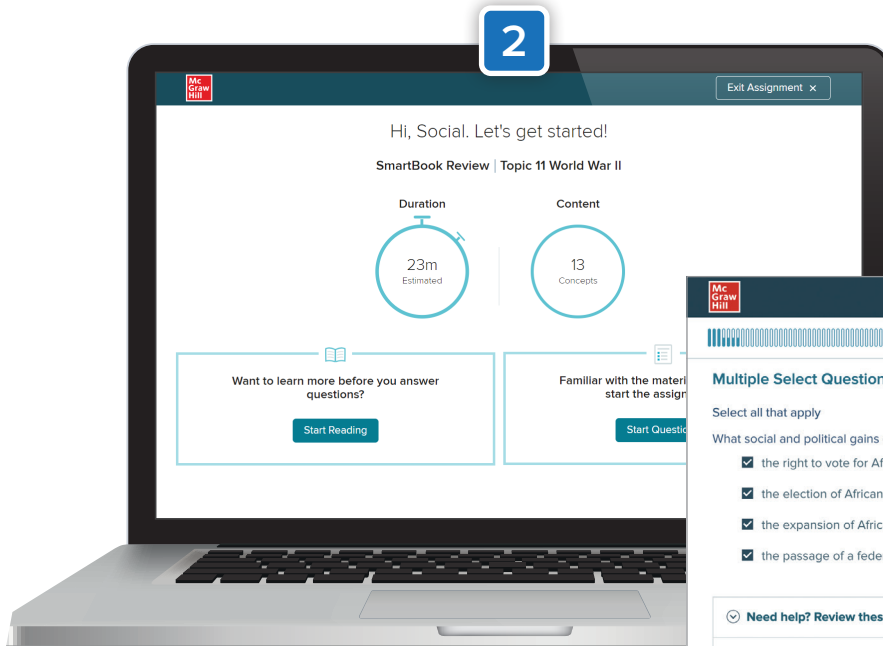 2
Mc
Graw
Hill
Exit Assignment ×
Hi, Social. Let's get started!
SmartBook Review | Topic 11 World War II
Duration
Content
23m
Estimated
13
Concepts
Want to learn more before you answer
questions?
Start Reading
Familiar with the materi
start the assign
Start Questio
Mc
Graw
Hill
Multiple Select Question
Select all that apply
What social and political gains
the right to vote for Af
the election of African
the expansion of Afric
the passage of a fede
Need help? Review thes